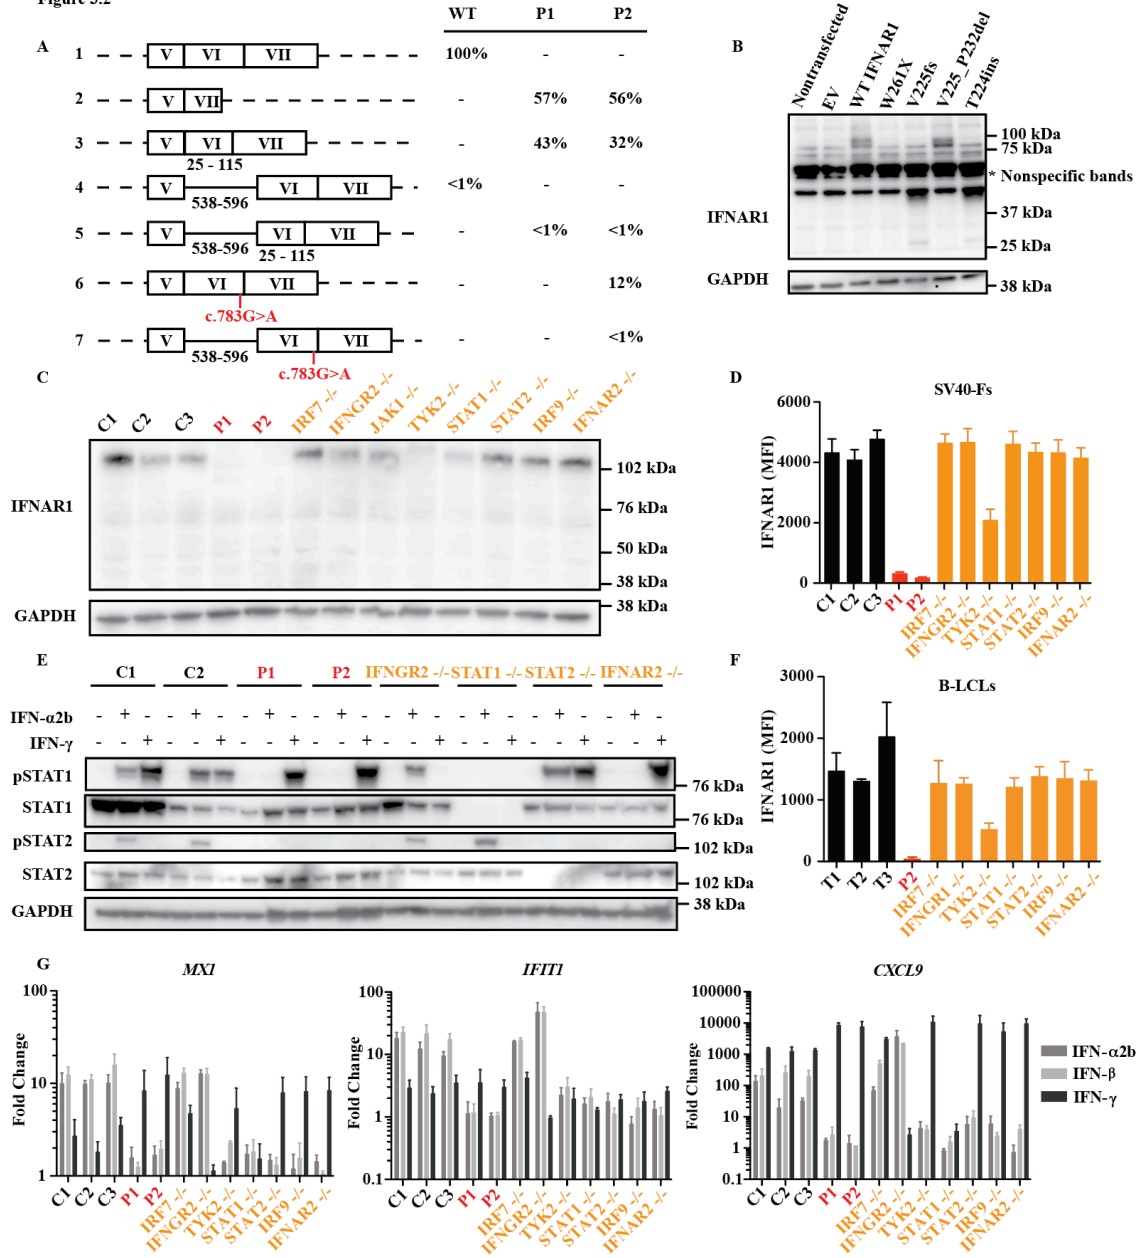 Figure 3.2
WT P1 P2
A
1 V VI VII 100% - -
2 V VII - 57% 56%
3 V VI VII - 43% 32%
25 - 115
4 V VI VII <1% - -
538-596
5 V VI VII - <1% <1%
538-596 25 - 115
6 V VI VII - - 12%
c.783G>A
7 V VI VII - - <1%
538-596
c.783G>A
B
Nontransfected EV WT IFNAR1 W261X V225fs V225_P232del T224ins
100 kDa
75 kDa
* Nonspecific bands
IFNAR1
37 kDa
25 kDa
GAPDH
38 kDa
C
C1 C2 C3 P1 P2 IRF7 -/- IFNGR2 -/- JAK1 -/- TYK2 -/- STAT1 -/- STAT2 -/- IRF9 -/- IFNAR2 -/-
102 kDa
IFNAR1
76 kDa
50 kDa
38 kDa
38 kDa
GAPDH
D
SV40-Fs
IFNAR1 (MFI)
6000
4000
2000
0
C1 C2 C3 P1 P2 IRF7 -/- IFNGR2 -/- TYK2 -/- STAT1 -/- STAT2 -/- IRF9 -/- IFNAR2 -/-
E
C1 C2 P1 P2 IFNGR2 -/- STAT1 -/- STAT2 -/- IFNAR2 -/-
IFN-α2b - + - - + - - + - - + - - + - - + - - + - - + -
IFN-γ - - + - - + - - + - - + - - + - - + - - + - - +
pSTAT1
76 kDa
STAT1
76 kDa
pSTAT2
102 kDa
STAT2
102 kDa
38 kDa
GAPDH
F
B-LCLs
IFNAR1 (MFI)
3000
2000
1000
0
T1 T2 T3 P2 IRF7 -/- IFNGR1 -/- TYK2 -/- STAT1 -/- STAT2 -/- IRF9 -/- IFNAR2 -/-
G
MX1
Fold Change
100
10
1
C1 C2 C3 P1 P2 IRF7 -/- IFNGR2 -/- TYK2 -/- STAT1 -/- STAT2 -/- IRF9 -/- IFNAR2 -/-
IFIT1
Fold Change
100
10
1
0.1
C1 C2 C3 P1 P2 IRF7 -/- IFNGR2 -/- TYK2 -/- STAT1 -/- STAT2 -/- IRF9 -/- IFNAR2 -/-
CXCL9
Fold Change
100000
10000
1000
100
10
1
0.1
C1 C2 C3 P1 P2 IRF7 -/- IFNGR2 -/- TYK2 -/- STAT1 -/- STAT2 -/- IRF9 -/- IFNAR2 -/-
IFN-α2b
IFN-β
IFN-γ